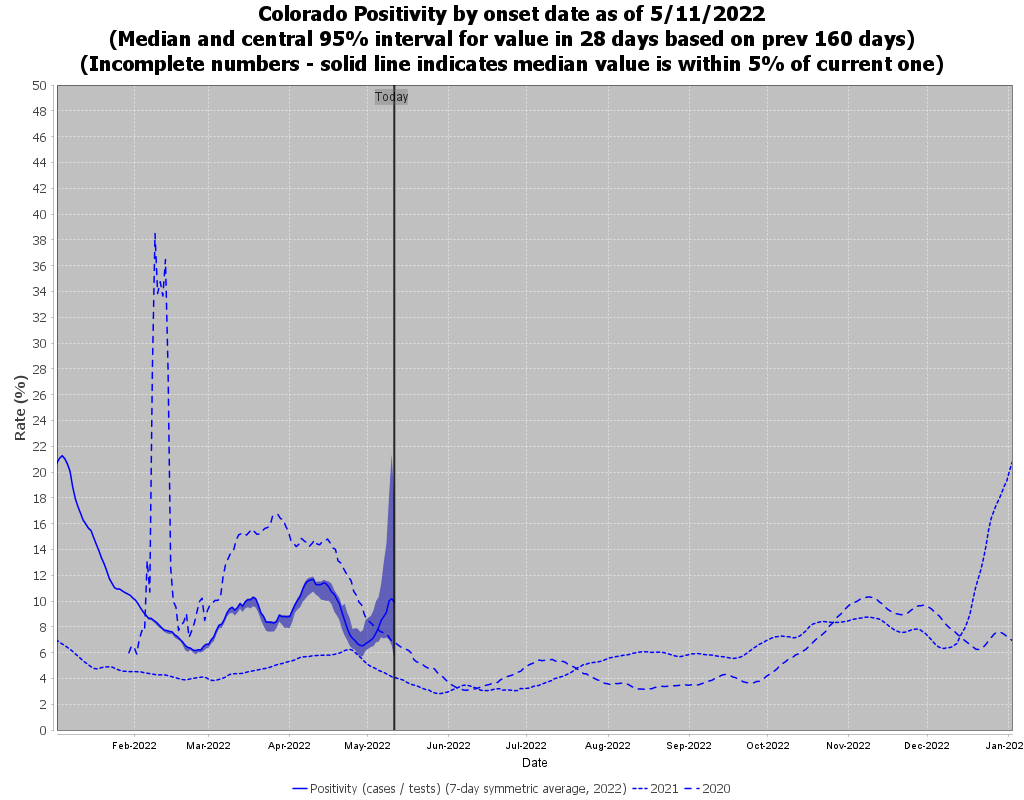 Colorado Positivity by onset date as of 5/11/2022
(Median and central 95% interval for value in 28 days based on prev 160 days)
(Incomplete numbers - solid line indicates median value is within 5% of current one)
Today
50
48
46
44
42
40
38
36
34
32
30
28
26
24
22
20
18
16
14
12
10
8
6
4
2
0
Rate (%)
Feb-2022
Mar-2022
Apr-2022
May-2022
Jun-2022
Jul-2022
Aug-2022
Sep-2022
Oct-2022
Nov-2022
Dec-2022
Jan-202
Date
Positivity (cases / tests) (7-day symmetric average, 2022)
2021
2020